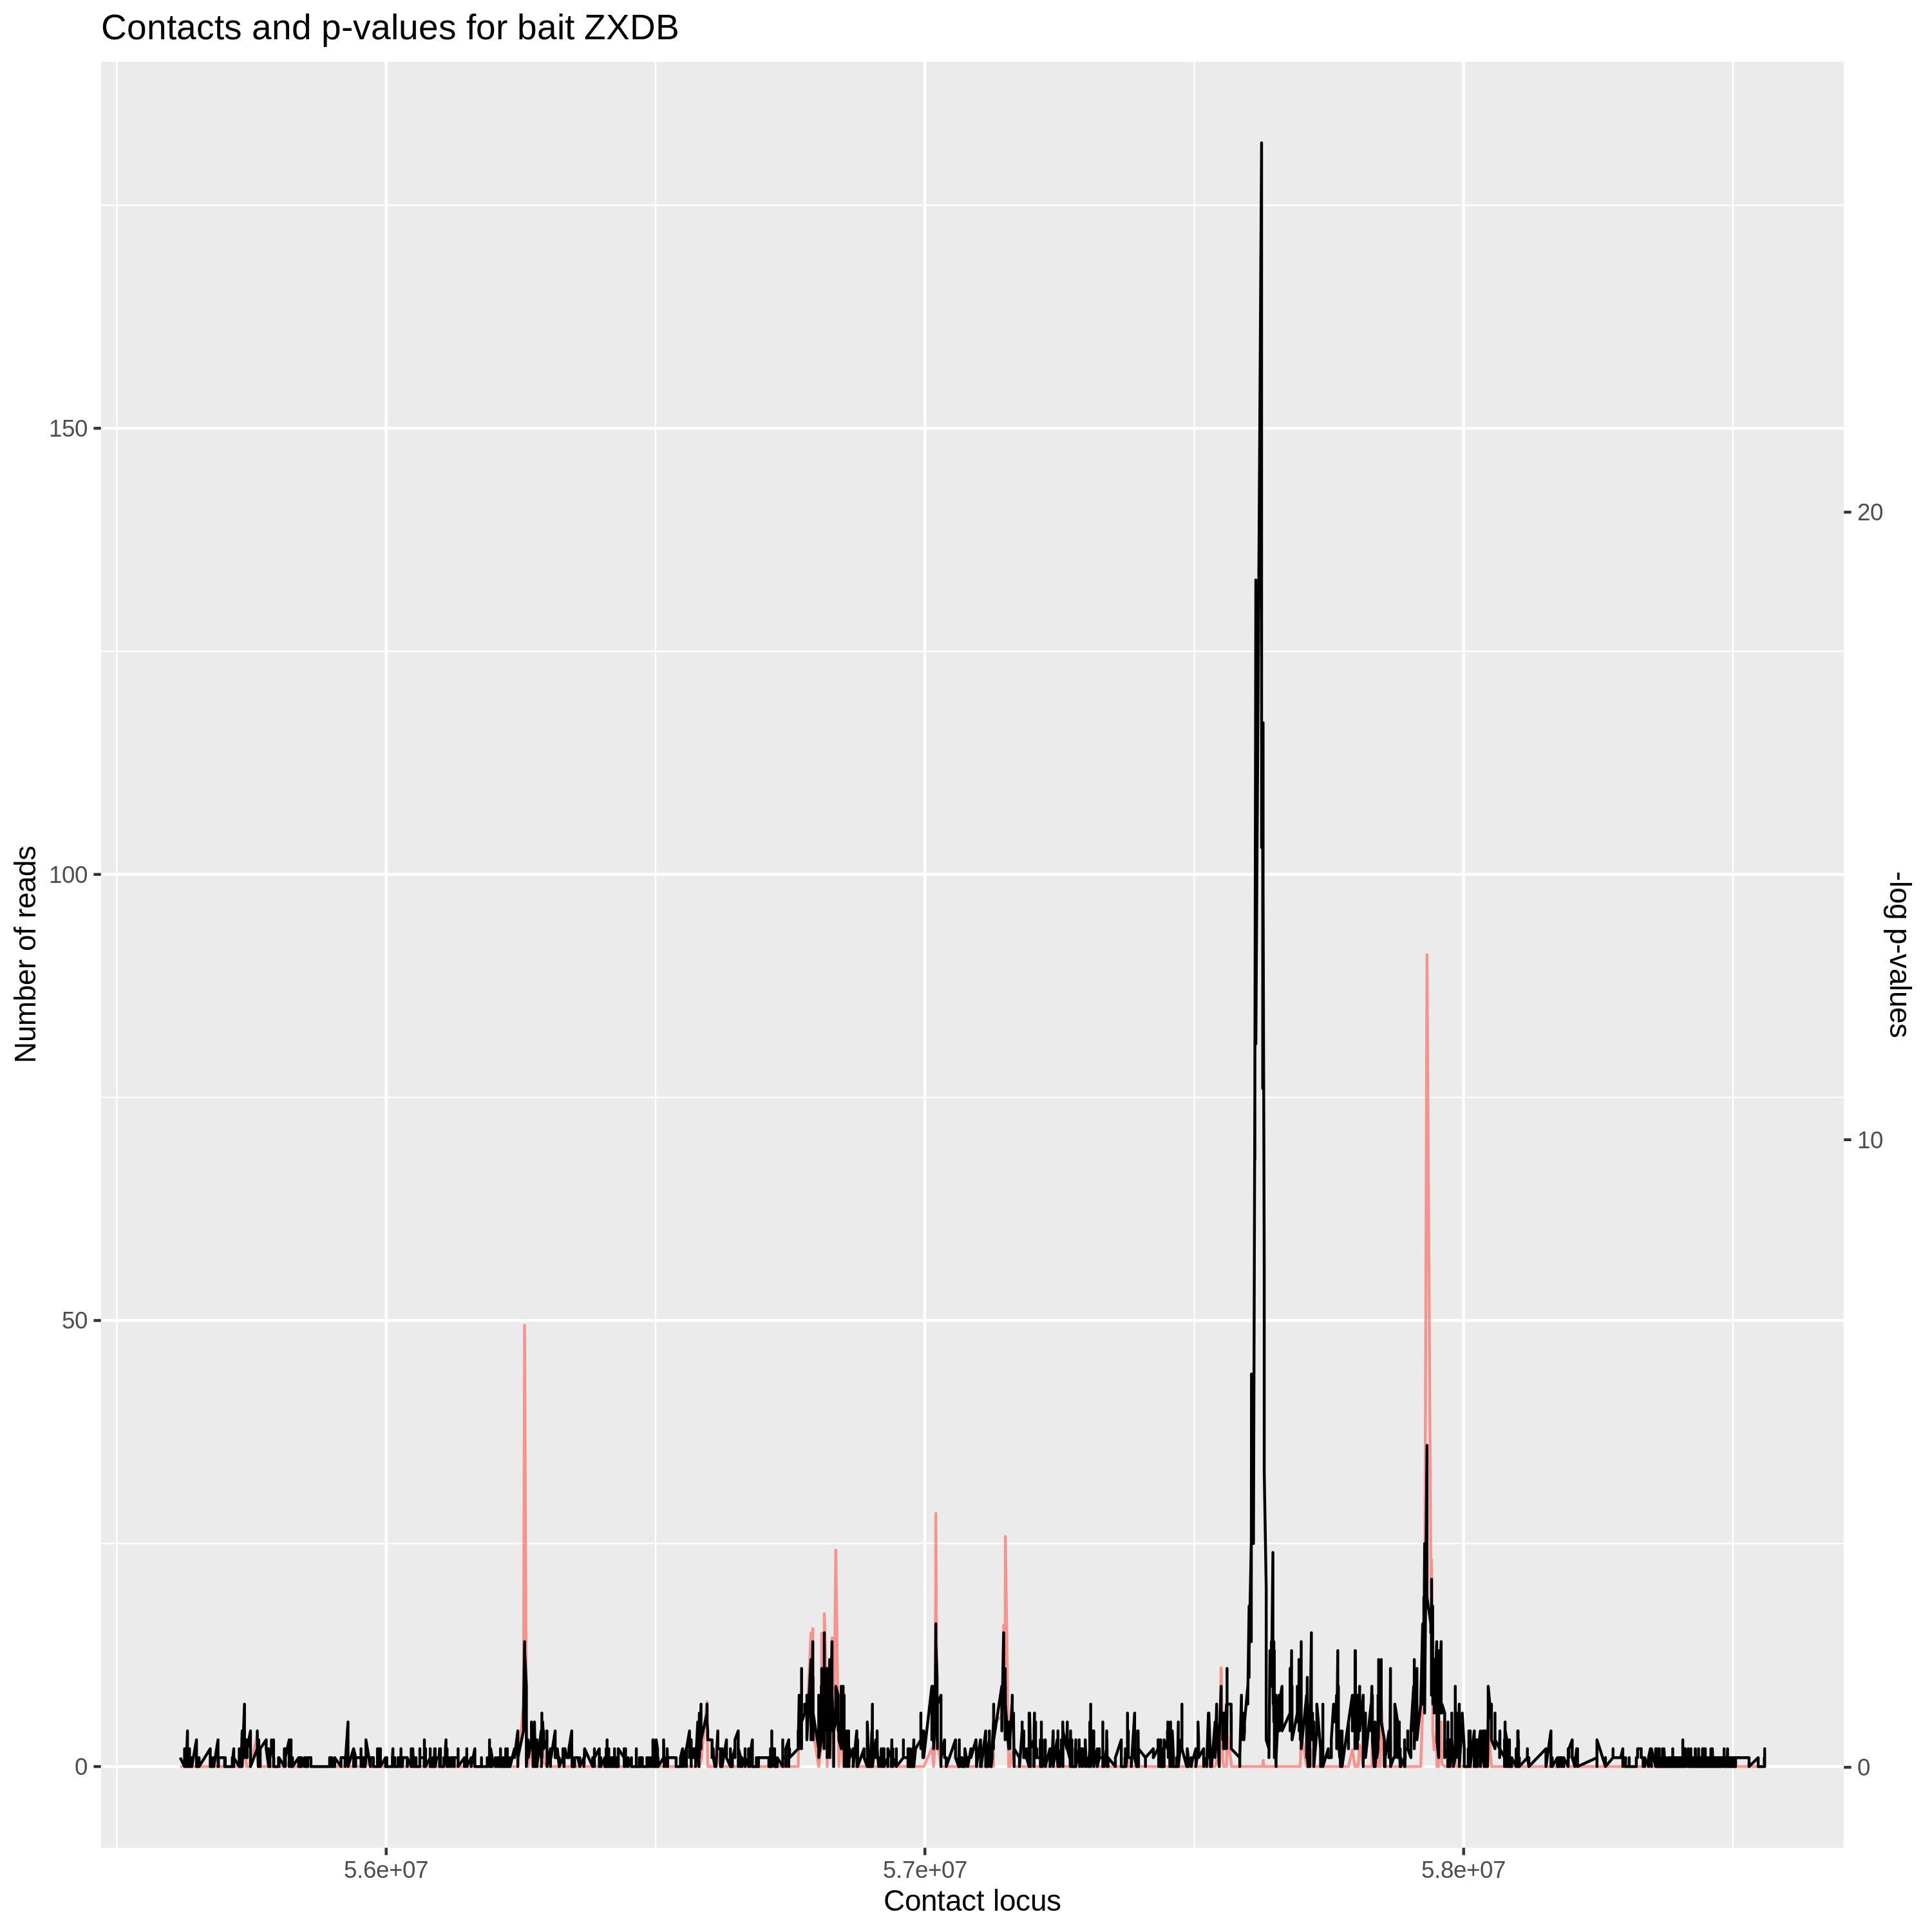 Contacts and p-values for bait ZXDB
150
100
50
0
Number of reads
20
10
0
-log p-values
5.6e+07
5.7e+07
5.8e+07
Contact locus